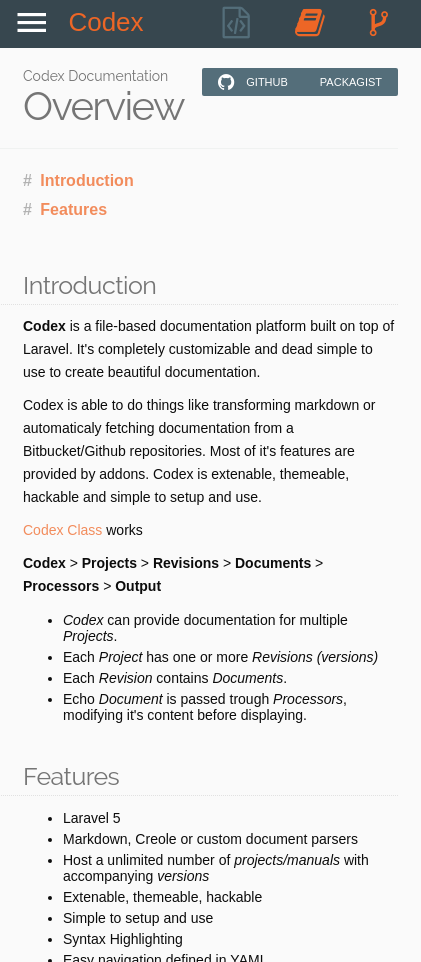 Codex
Codex Documentation
Overview
GITHUB
PACKAGIST
# Introduction
# Features
Introduction
Codex is a file-based documentation platform built on top of
Laravel. It's completely customizable and dead simple to
use to create beautiful documentation.
Codex is able to do things like transforming markdown or
automaticaly fetching documentation from a
Bitbucket/Github repositories. Most of it's features are
provided by addons. Codex is extenable, themeable,
hackable and simple to setup and use.
Codex Class works
Codex > Projects > Revisions > Documents >
Processors > Output
• Codex can provide documentation for multiple
Projects.
• Each Project has one or more Revisions (versions)
• Each Revision contains Documents.
• Echo Document is passed trough Processors,
modifying it's content before displaying.
Features
• Laravel 5
• Markdown, Creole or custom document parsers
• Host a unlimited number of projects/manuals with
accompanying versions
• Extenable, themeable, hackable
• Simple to setup and use
• Syntax Highlighting
• Easy navigation defined in YAML